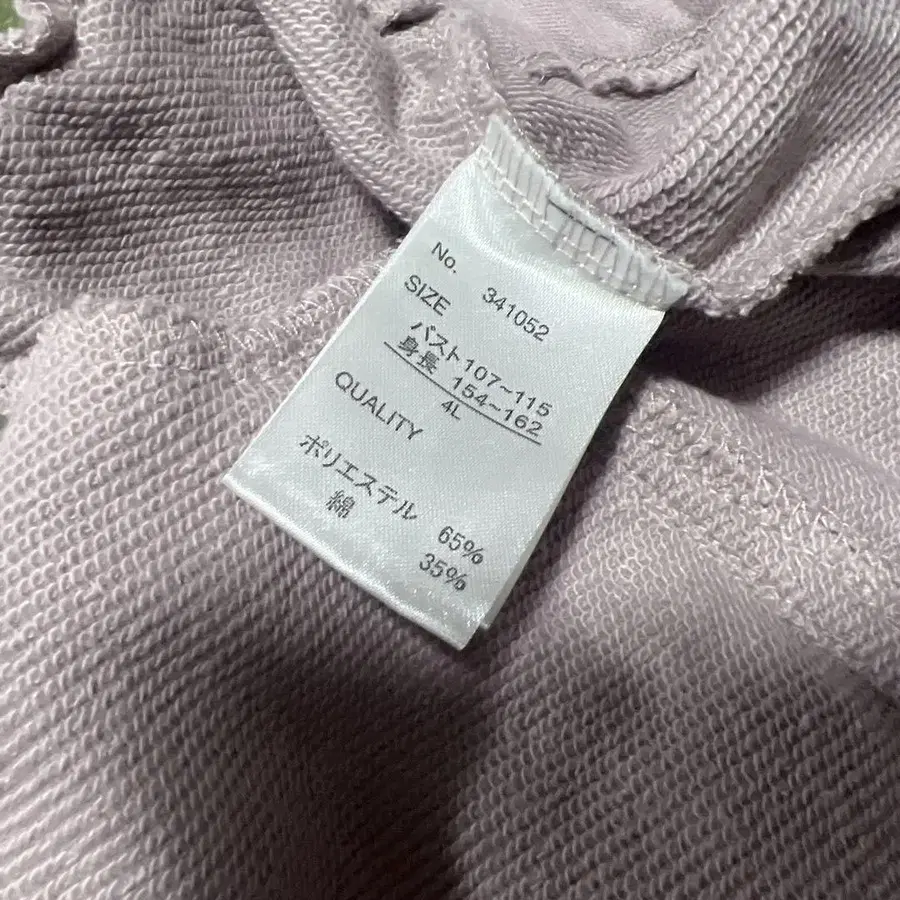 No. 341052
SIZE
バスト107~115
身長 154~162
4L
QUALITY
ポリエステル 65%
綿 35%